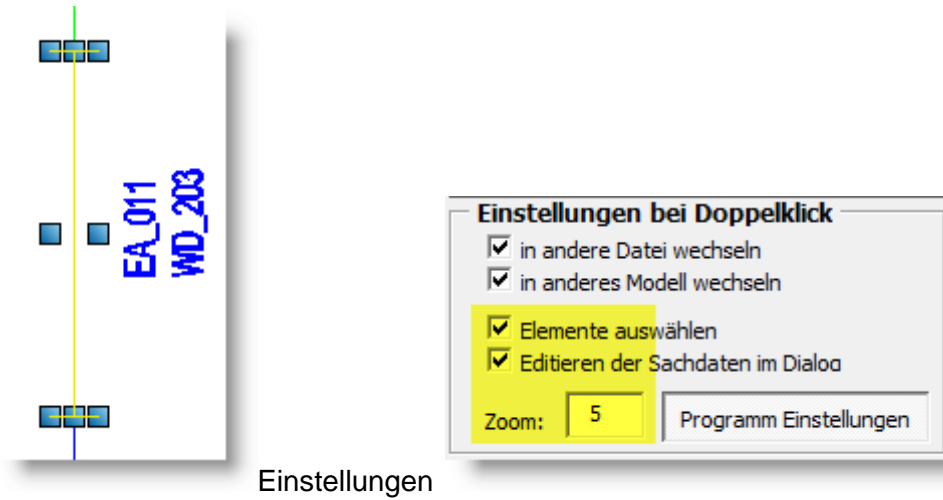 EA_011
WD_203
Einstellungen bei Doppelklick
in andere Datei wechseln
in anderes Modell wechseln
Elemente auswählen
Editieren der Sachdaten im Dialog
Zoom: 5 Programm Einstellungen
Einstellungen